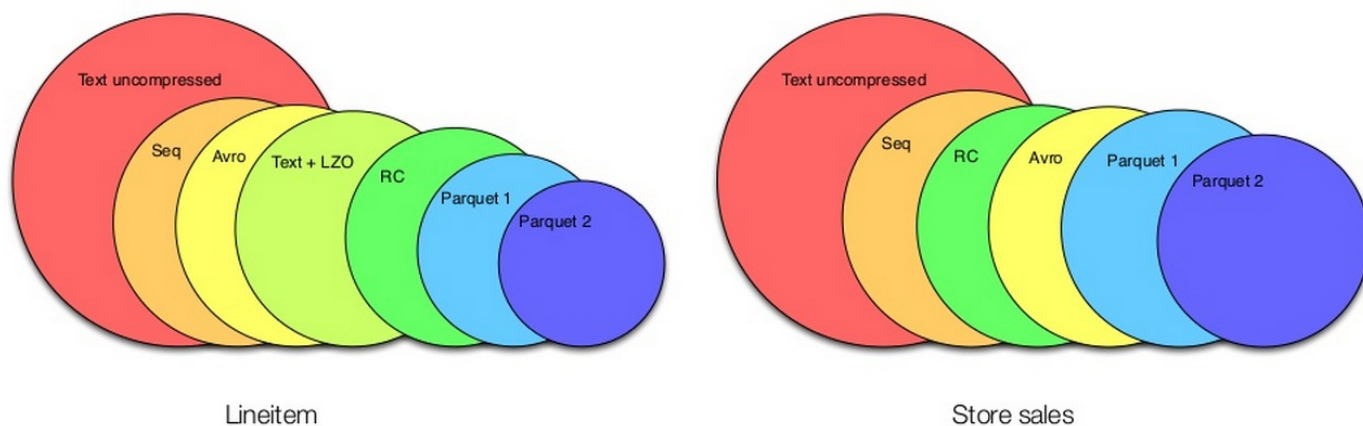 Text uncompressed
Seq
Avro
Text + LZO
RC
Parquet 1
Parquet 2
Lineitem
Text uncompressed
Seq
RC
Avro
Parquet 1
Parquet 2
Store sales